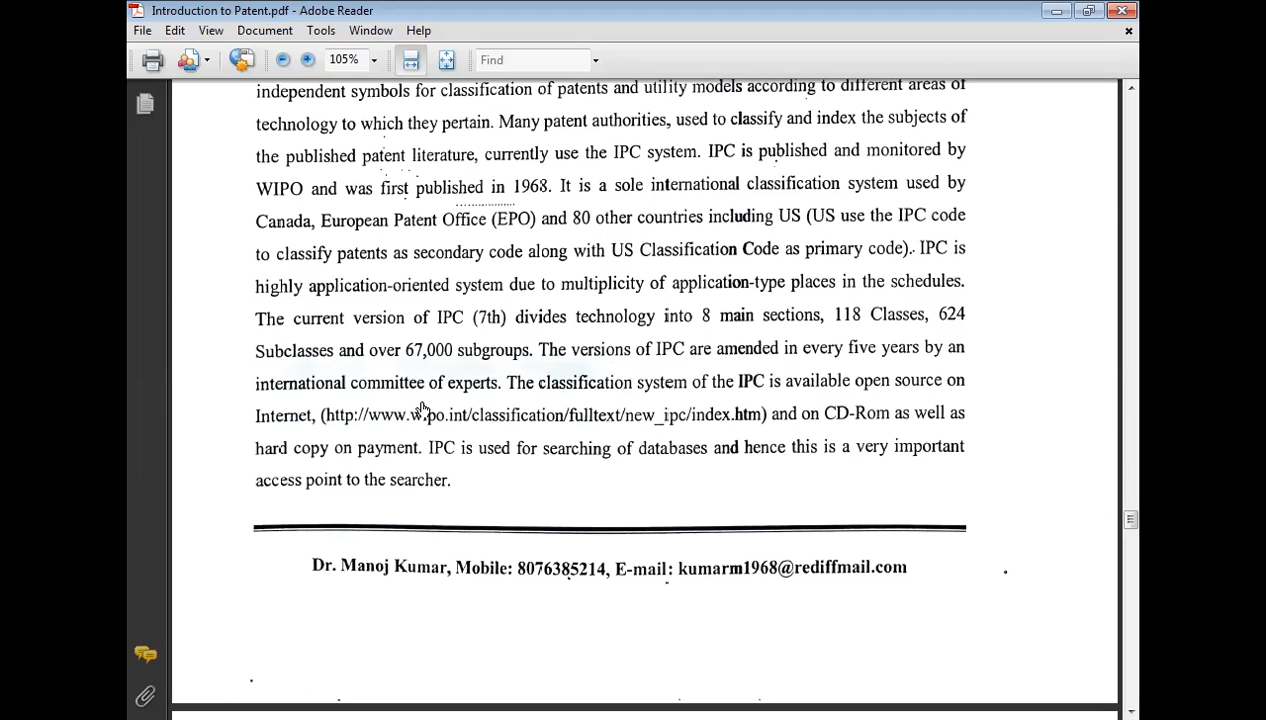 Introduction to Patent.pdf - Adobe Reader
File Edit View Document Tools Window Help
105% Find
independent symbols for classification of patents and utility models according to different areas of
technology to which they pertain. Many patent authorities, used to classify and index the subjects of
the published patent literature, currently use the IPC system. IPC is published and monitored by
WIPO and was first published in 1968. It is a sole international classification system used by
Canada, European Patent Office (EPO) and 80 other countries including US (US use the IPC code
to classify patents as secondary code along with US Classification Code as primary code). IPC is
highly application-oriented system due to multiplicity of application-type places in the schedules.
The current version of IPC (7th) divides technology into 8 main sections, 118 Classes, 624
Subclasses and over 67,000 subgroups. The versions of IPC are amended in every five years by an
international committee of experts. The classification system of the IPC is available open source on
Internet, (http://www.wipo.int/classification/fulltext/new_ipc/index.htm) and on CD-Rom as well as
hard copy on payment. IPC is used for searching of databases and hence this is a very important
access point to the searcher.
Dr. Manoj Kumar, Mobile: 8076385214, E-mail: kumarm1968@rediffmail.com